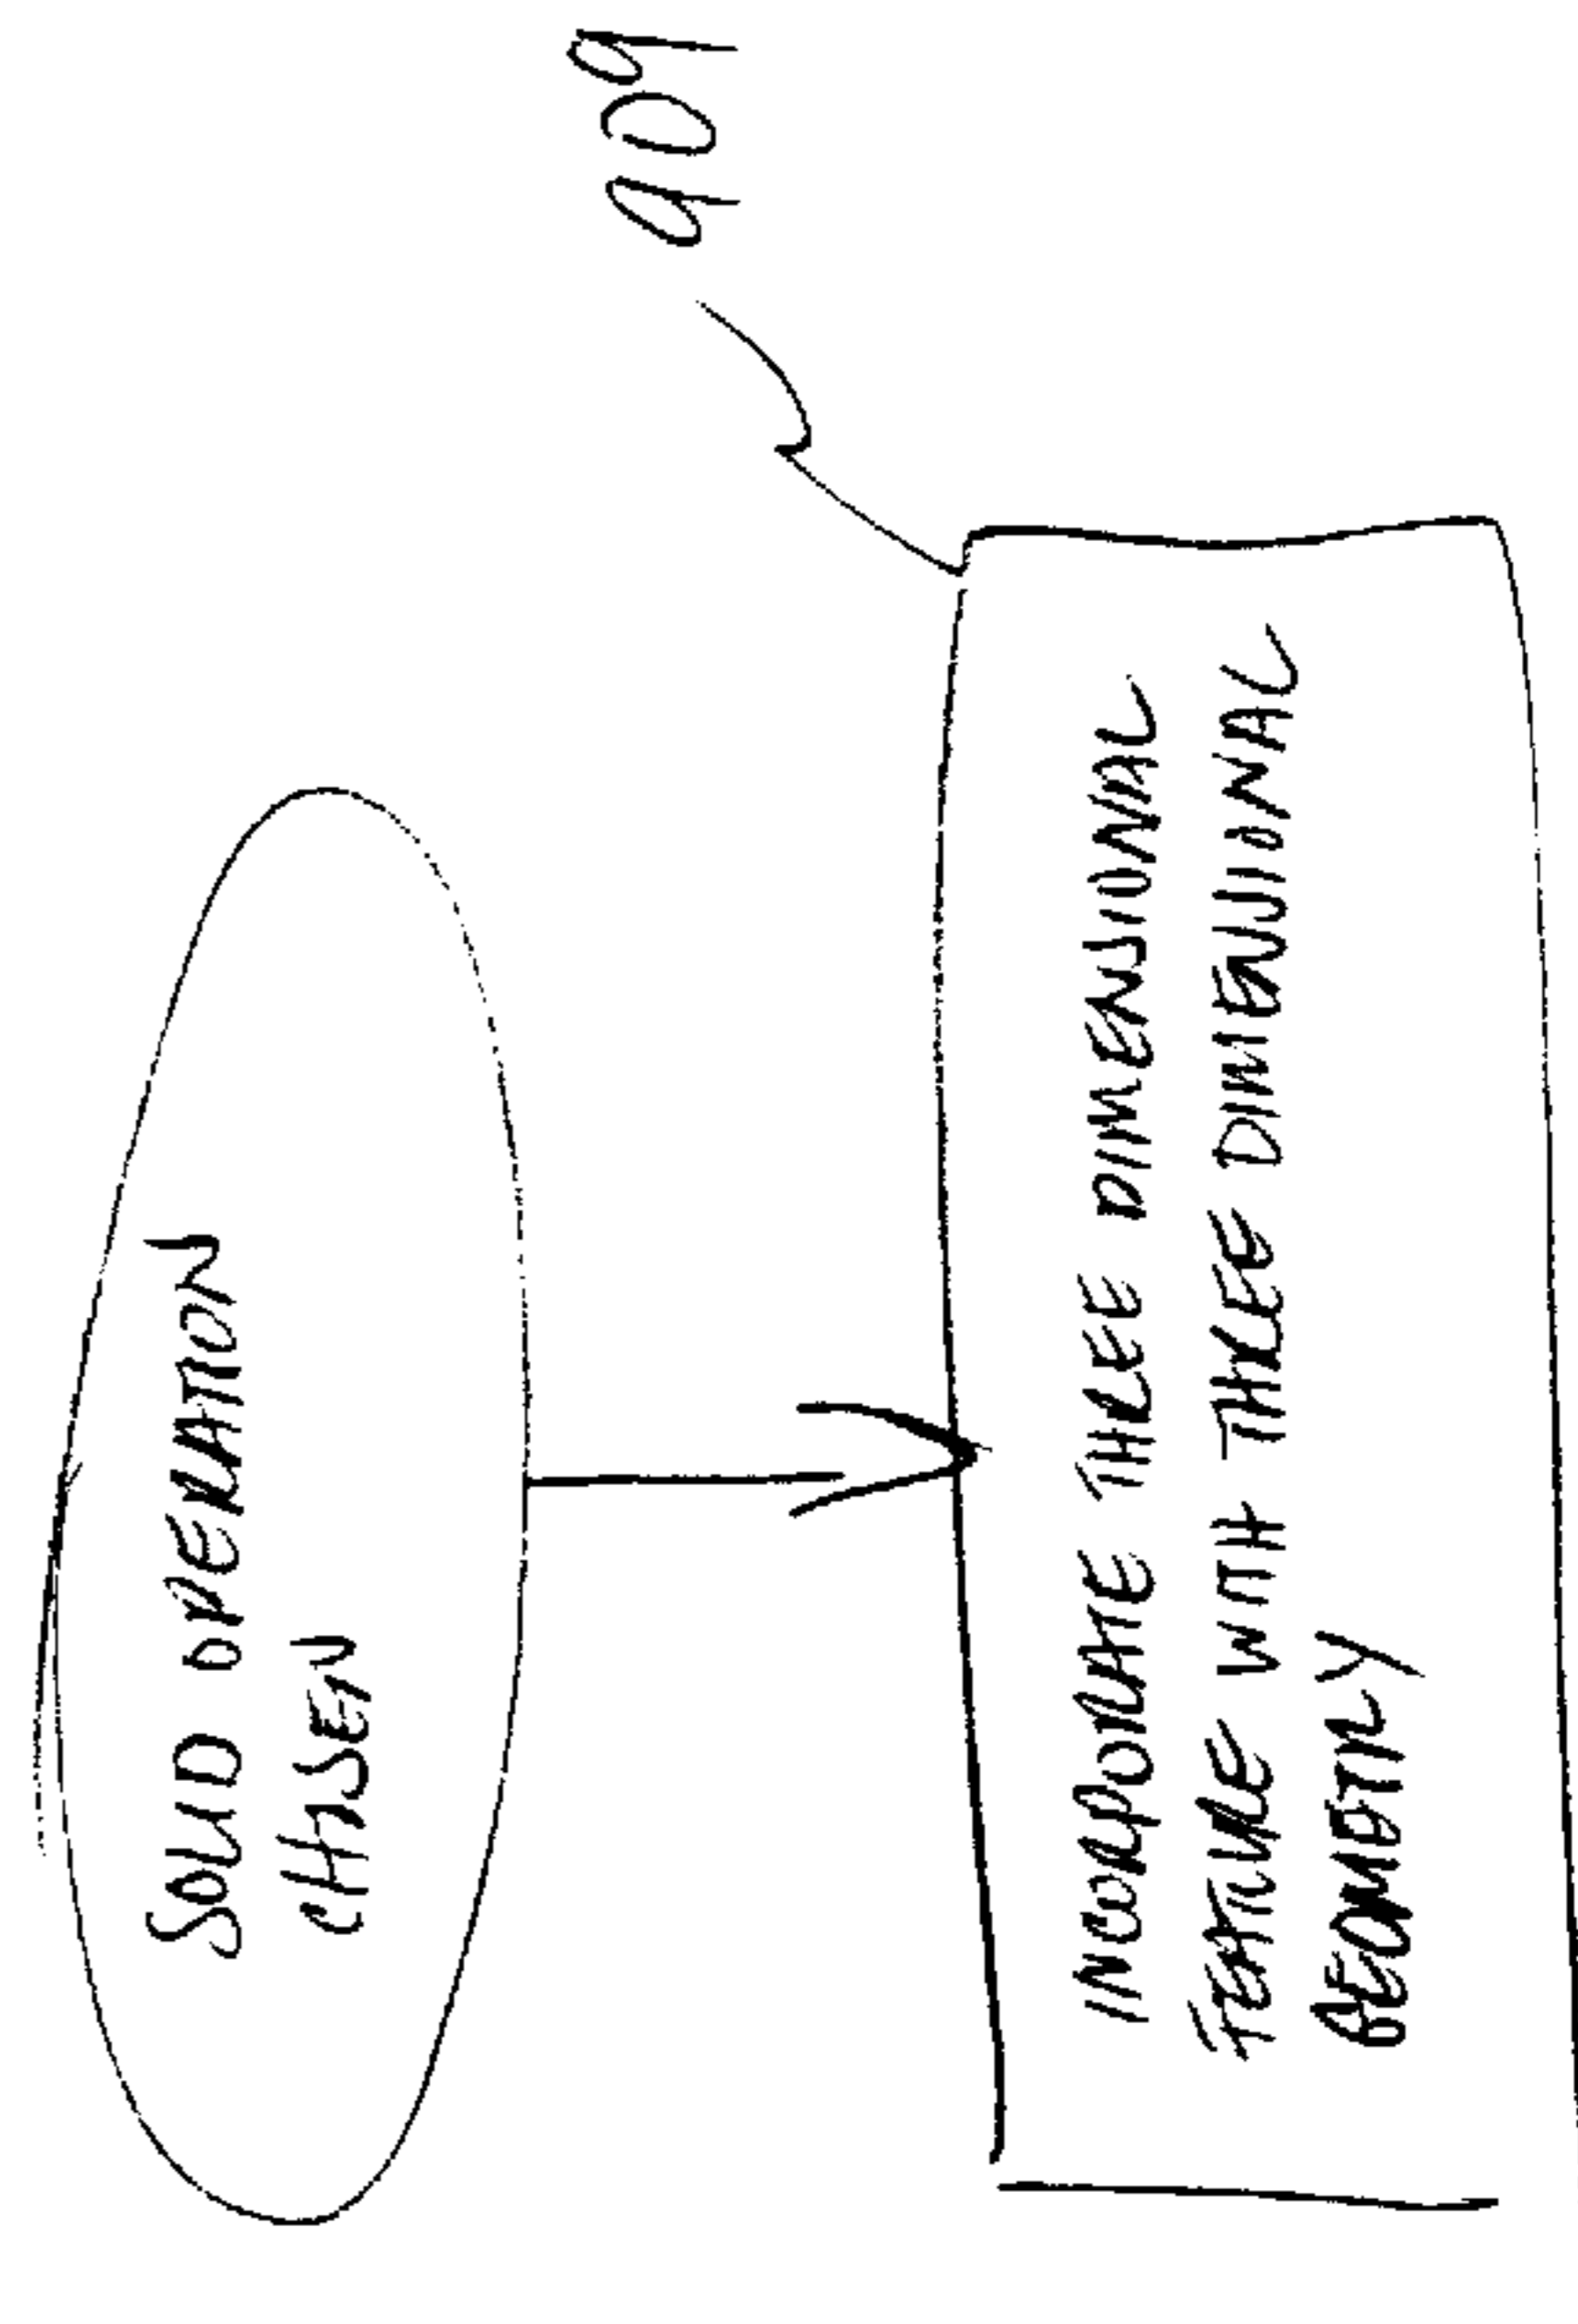 909
SOLID OPERATION
CHOSEN
INCORPORATE THREE DIMENSIONAL
FEATURE WITH THREE DIMENSIONAL
GEOMETRY